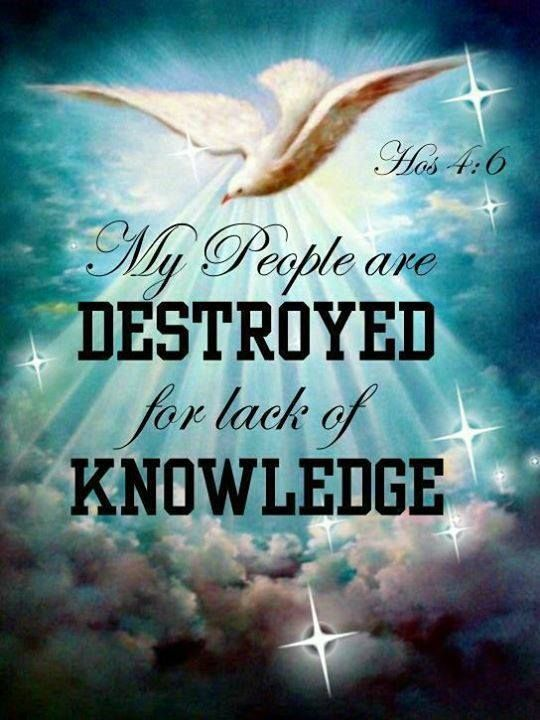 Hos 4:6
My People are
DESTROYED
for lack of
KNOWLEDGE